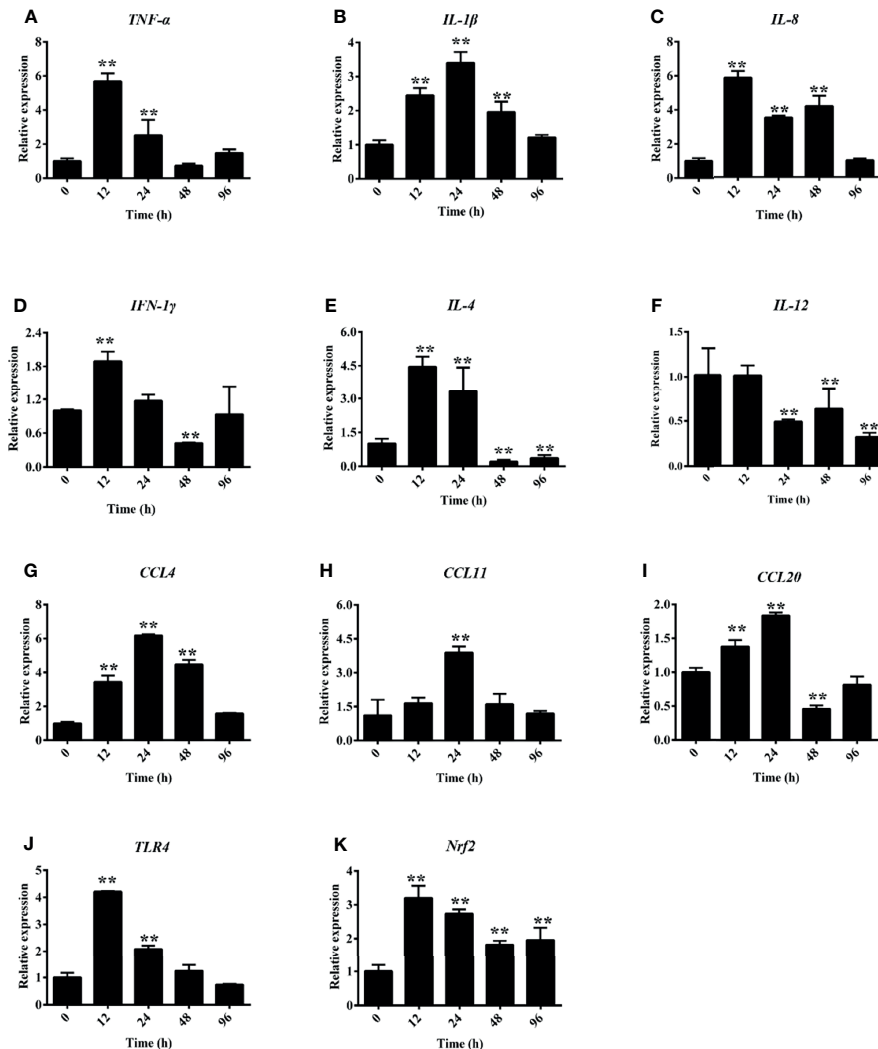 A TNF-α
8
6
4
2
0
Relative expression
** **
0 12 24 48 96
Time (h)
B IL-1β
4
3
2
1
0
Relative expression
** ** **
0 12 24 48 96
Time (h)
C IL-8
8
6
4
2
0
Relative expression
** ** **
0 12 24 48 96
Time (h)
D IFN-1γ
2.4
1.8
1.2
0.6
0.0
Relative expression
** **
0 12 24 48 96
Time (h)
E IL-4
6.0
4.5
3.0
1.5
0.0
Relative expression
** ** ** **
0 12 24 48 96
Time (h)
F IL-12
1.5
1.0
0.5
0.0
Relative expression
** ** **
0 12 24 48 96
Time (h)
G CCL4
8
6
4
2
0
Relative expression
** ** **
0 12 24 48 96
Time (h)
H CCL11
6.0
4.5
3.0
1.5
0.0
Relative expression
**
0 12 24 48 96
Time (h)
I CCL20
2.0
1.5
1.0
0.5
0.0
Relative expression
** ** **
0 12 24 48 96
Time (h)
J TLR4
5
4
3
2
1
0
Relative expression
** **
0 12 24 48 96
Time (h)
K Nrf2
4
3
2
1
0
Relative expression
** ** ** **
0 12 24 48 96
Time (h)